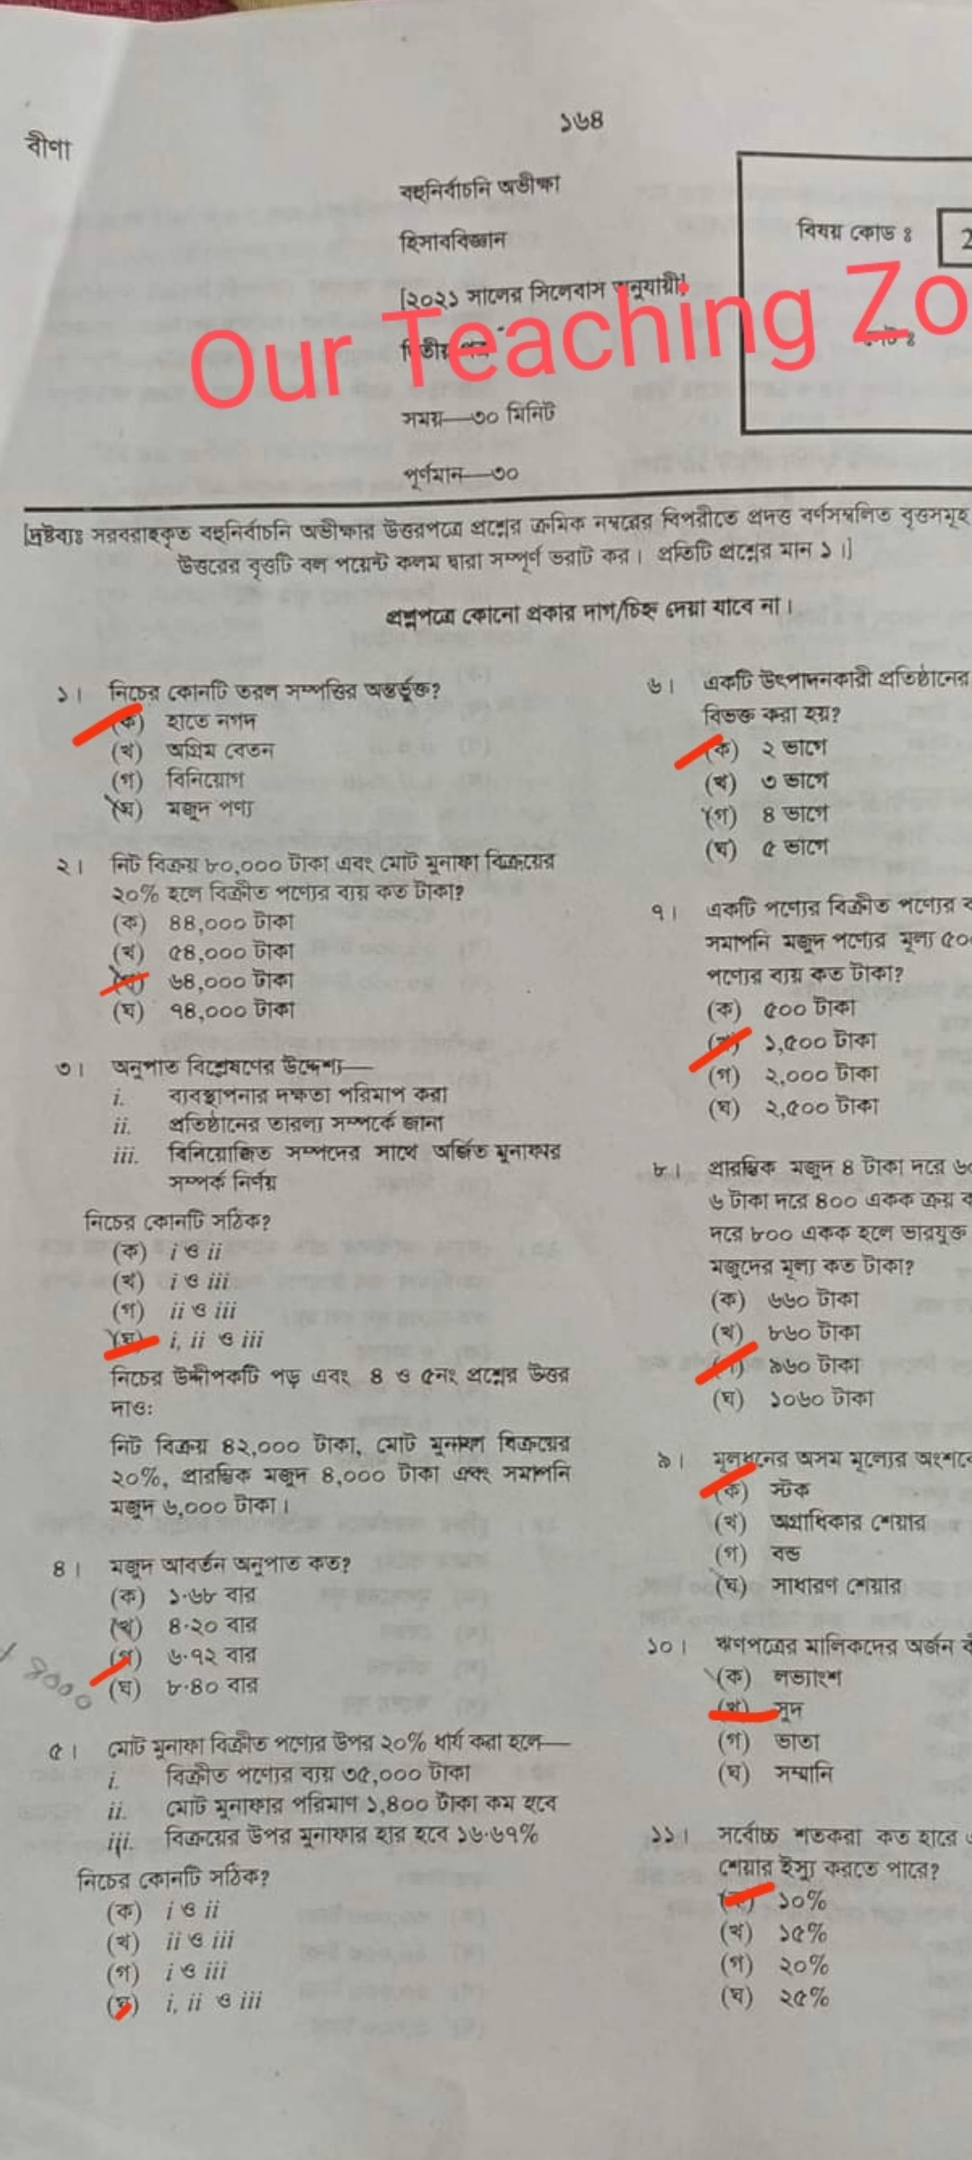 ১৬৪
বীণা
বহুনির্বাচনি অভীক্ষা
হিসাববিজ্ঞান
[২০২১ সালের সিলেবাস অনুযায়ী]
দ্বিতীয় পত্র
Our Teaching Zo
সময়—৩০ মিনিট
পূর্ণমান—৩০
বিষয় কোড ঃ 2
সেট ঃ
[দ্রষ্টব্যঃ সরবরাহকৃত বহুনির্বাচনি অভীক্ষার উত্তরপত্রে প্রশ্নের ক্রমিক নম্বরের বিপরীতে প্রদত্ত বর্ণসম্বলিত বৃত্তসমূহ
উত্তরের বৃত্তটি বল পয়েন্ট কলম দ্বারা সম্পূর্ণ ভরাট কর। প্রতিটি প্রশ্নের মান ১।]
প্রশ্নপত্রে কোনো প্রকার দাগ/চিহ্ন দেয়া যাবে না।
১। নিচের কোনটি তরল সম্পত্তির অন্তর্ভূক্ত?
(ক) হাতে নগদ
(খ) অগ্রিম বেতন
(গ) বিনিয়োগ
(ঘ) মজুদ পণ্য
২। নিট বিক্রয় ৮০,০০০ টাকা এবং মোট মুনাফা বিক্রয়ের
২০% হলে বিক্রীত পণ্যের ব্যয় কত টাকা?
(ক) ৪৪,০০০ টাকা
(খ) ৫৪,০০০ টাকা
(গ) ৬৪,০০০ টাকা
(ঘ) ৭৪,০০০ টাকা
৩। অনুপাত বিশ্লেষণের উদ্দেশ্য—
i. ব্যবস্থাপনার দক্ষতা পরিমাপ করা
ii. প্রতিষ্ঠানের তারল্য সম্পর্কে জানা
iii. বিনিয়োজিত সম্পদের সাথে অর্জিত মুনাফার
সম্পর্ক নির্ণয়
নিচের কোনটি সঠিক?
(ক) i ও ii
(খ) i ও iii
(গ) ii ও iii
(ঘ) i, ii ও iii
নিচের উদ্দীপকটি পড় এবং ৪ ও ৫নং প্রশ্নের উত্তর
দাও:
নিট বিক্রয় ৪২,০০০ টাকা, মোট মুনাফা বিক্রয়ের
২০%, প্রারম্ভিক মজুদ ৪,০০০ টাকা এবং সমাপনি
মজুদ ৬,০০০ টাকা।
৪। মজুদ আবর্তন অনুপাত কত?
(ক) ১·৬৮ বার
(খ) ৪·২০ বার
(গ) ৬·৭২ বার
(ঘ) ৮·৪০ বার
৫। মোট মুনাফা বিক্রীত পণ্যের উপর ২০% ধার্য করা হলে—
i. বিক্রীত পণ্যের ব্যয় ৩৫,০০০ টাকা
ii. মোট মুনাফার পরিমাণ ১,৪০০ টাকা কম হবে
iii. বিক্রয়ের উপর মুনাফার হার হবে ১৬·৬৭%
নিচের কোনটি সঠিক?
(ক) i ও ii
(খ) ii ও iii
(গ) i ও iii
(ঘ) i, ii ও iii
৬। একটি উৎপাদনকারী প্রতিষ্ঠানের
বিভক্ত করা হয়?
(ক) ২ ভাগে
(খ) ৩ ভাগে
(গ) ৪ ভাগে
(ঘ) ৫ ভাগে
৭। একটি পণ্যের বিক্রীত পণ্যের
সমাপনি মজুদ পণ্যের মূল্য ৫০
পণ্যের ব্যয় কত টাকা?
(ক) ৫০০ টাকা
(খ) ১,৫০০ টাকা
(গ) ২,০০০ টাকা
(ঘ) ২,৫০০ টাকা
৮। প্রারম্ভিক মজুদ ৪ টাকা দরে ৬০
৬ টাকা দরে ৪০০ একক ক্রয়
দরে ৮০০ একক হলে ভারযুক্ত
মজুদের মূল্য কত টাকা?
(ক) ৬৬০ টাকা
(খ) ৮৬০ টাকা
(গ) ৯৬০ টাকা
(ঘ) ১০৬০ টাকা
৯। মূলধনের অসম মূল্যের অংশকে
(ক) স্টক
(খ) অগ্রাধিকার শেয়ার
(গ) বন্ড
(ঘ) সাধারণ শেয়ার
১০। ঋণপত্রের মালিকদের অর্জন
(ক) লভ্যাংশ
(খ) সুদ
(গ) ভাতা
(ঘ) সম্মানি
১১। সর্বোচ্চ শতকরা কত হারে
শেয়ার ইস্যু করতে পারে?
(ক) ১০%
(খ) ১৫%
(গ) ২০%
(ঘ) ২৫%